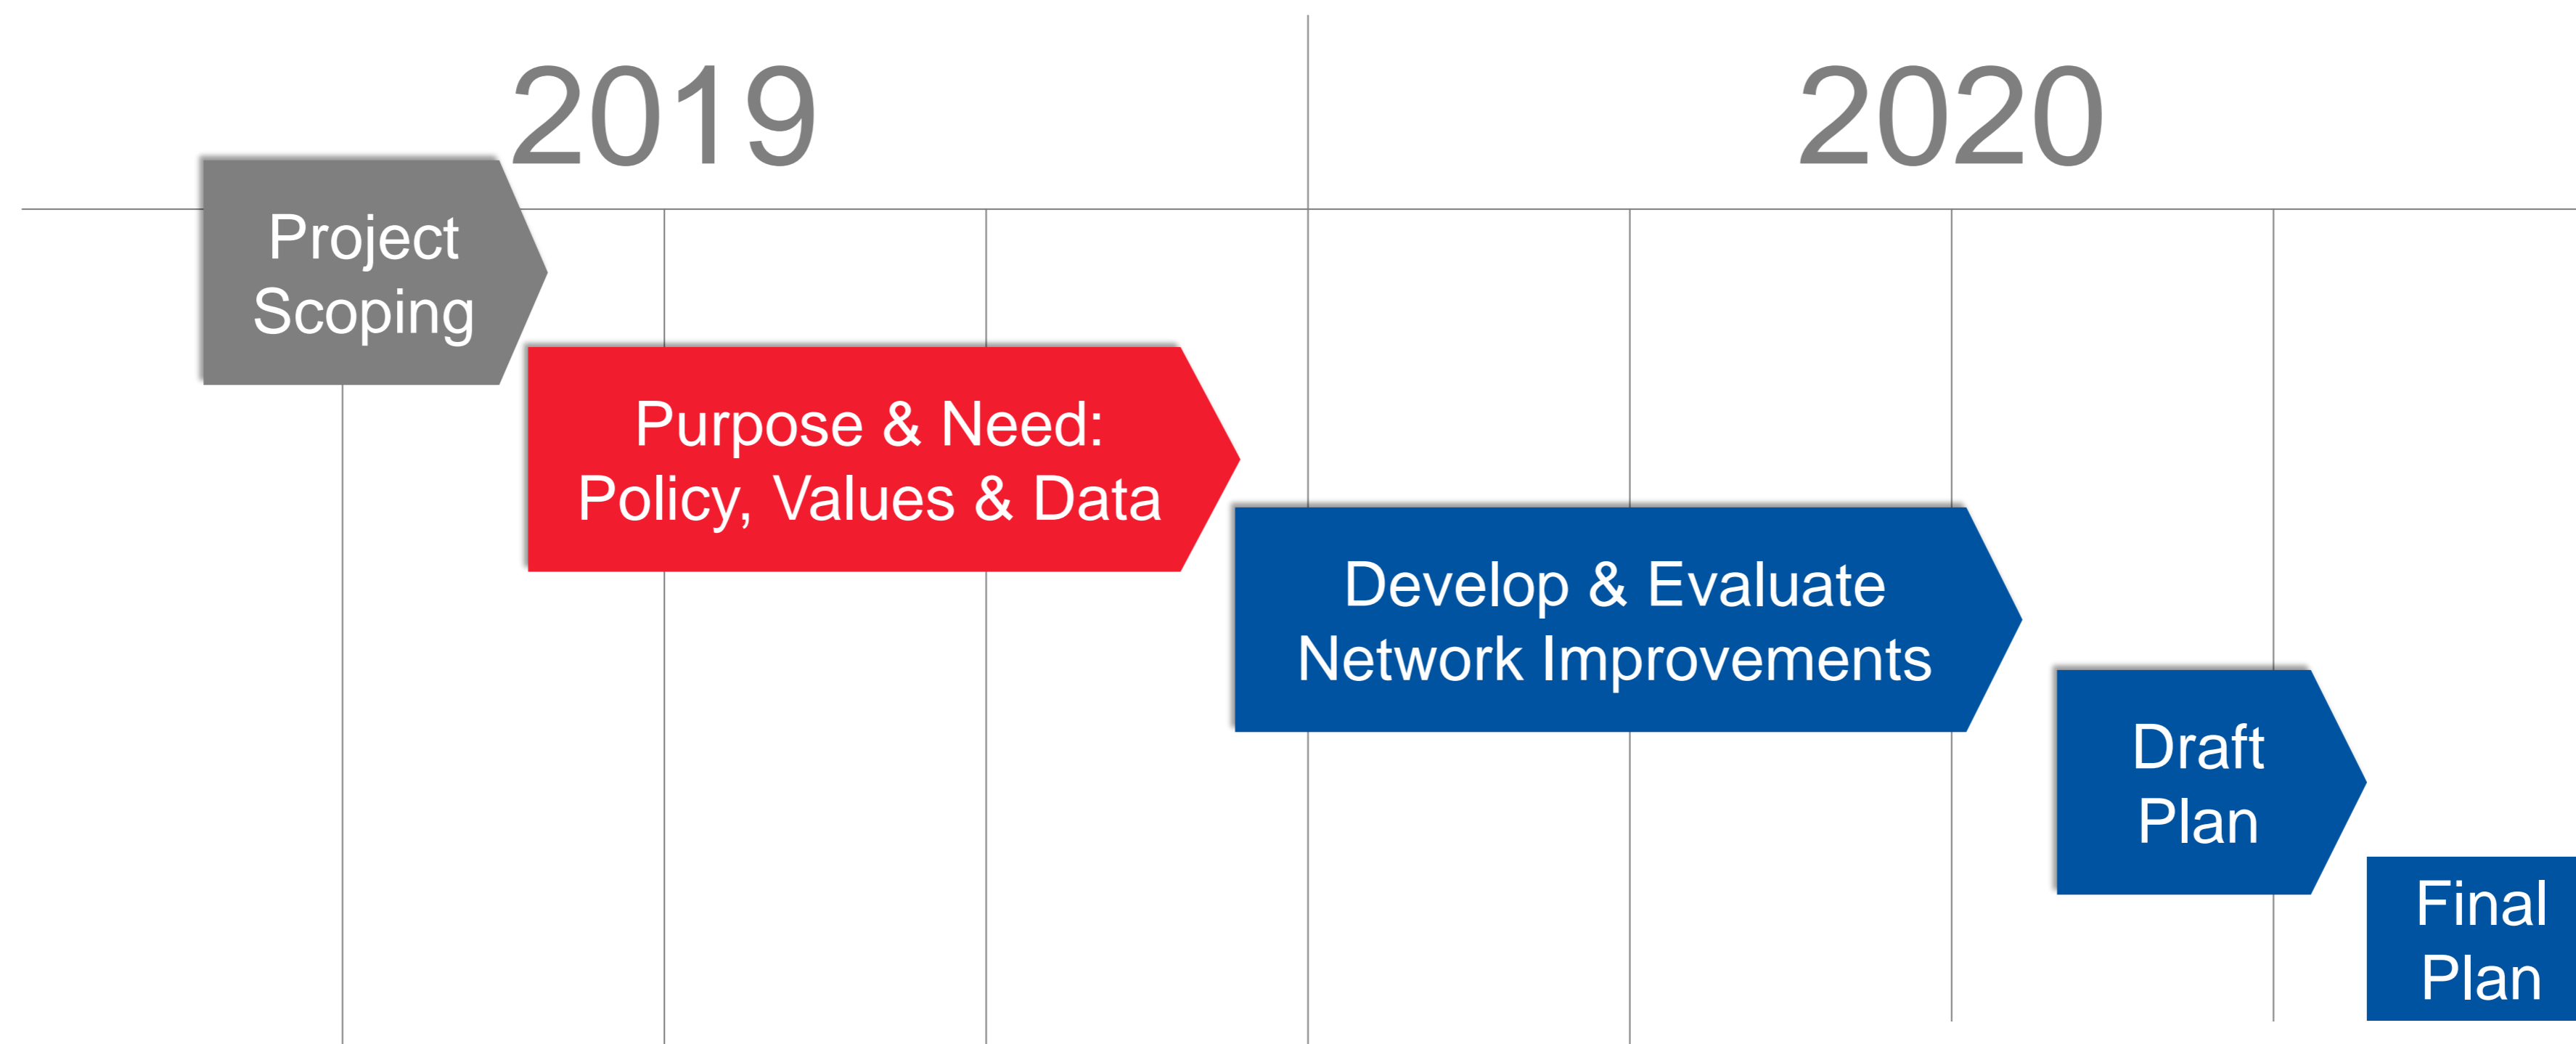 2019
2020
Project
Scoping
Purpose & Need:
Policy, Values & Data
Develop & Evaluate
Network Improvements
Draft
Plan
Final
Plan